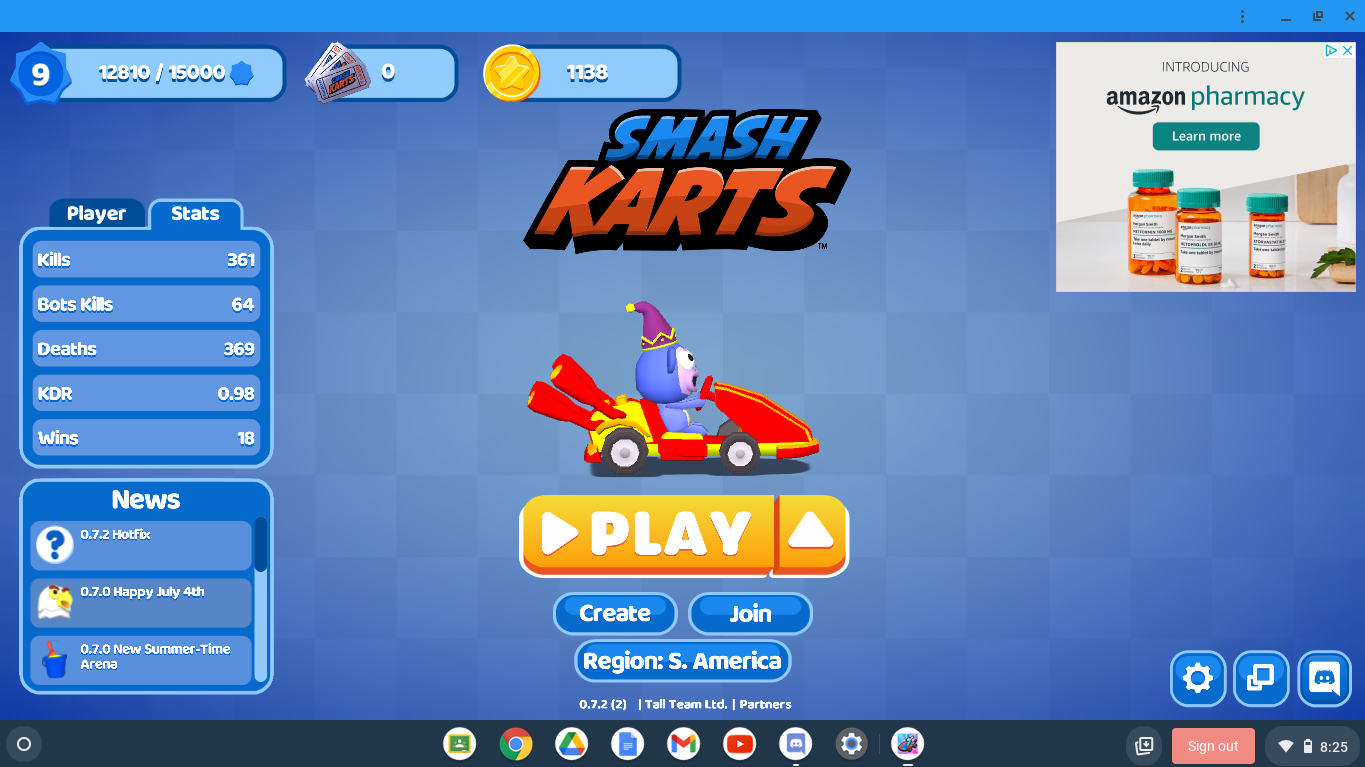 9
12810 / 15000
0
1138
INTRODUCING
amazon pharmacy
Learn more
SMASH
KARTS
TM
Player
Stats
Kills 361
Bots Kills 64
Deaths 369
KDR 0.98
Wins 18
News
0.7.2 Hotfix
0.7.0 Happy July 4th
0.7.0 New Summer-Time
Arena
PLAY
Create
Join
Region: S. America
0.7.2 (2) | Tall Team Ltd. | Partners
Sign out
8:25